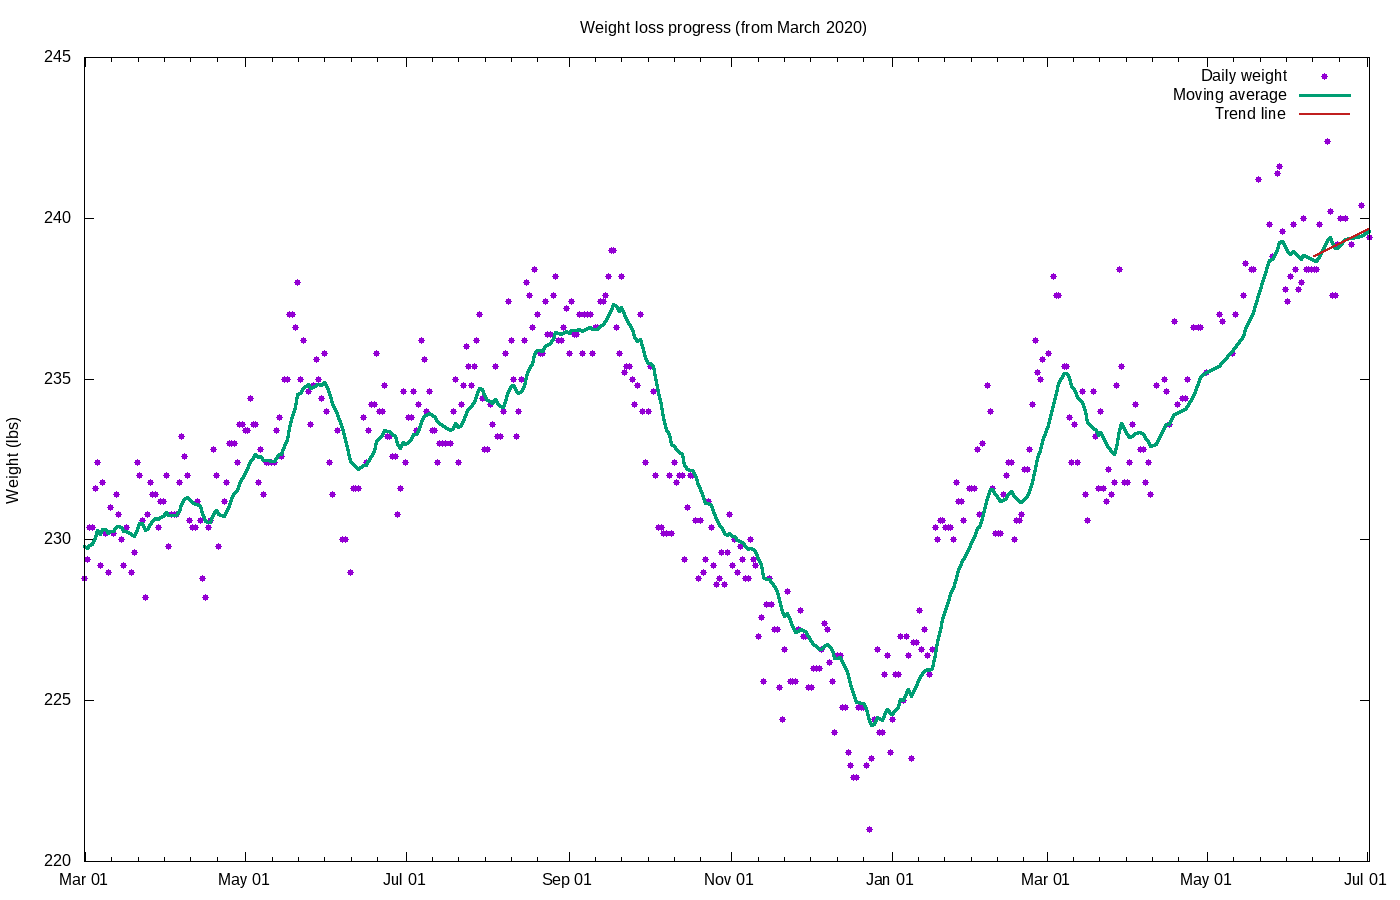 Weight loss progress (from March 2020)
Daily weight
Moving average
Trend line
Weight (lbs)
245
240
235
230
225
220
Mar 01
May 01
Jul 01
Sep 01
Nov 01
Jan 01
Mar 01
May 01
Jul 01